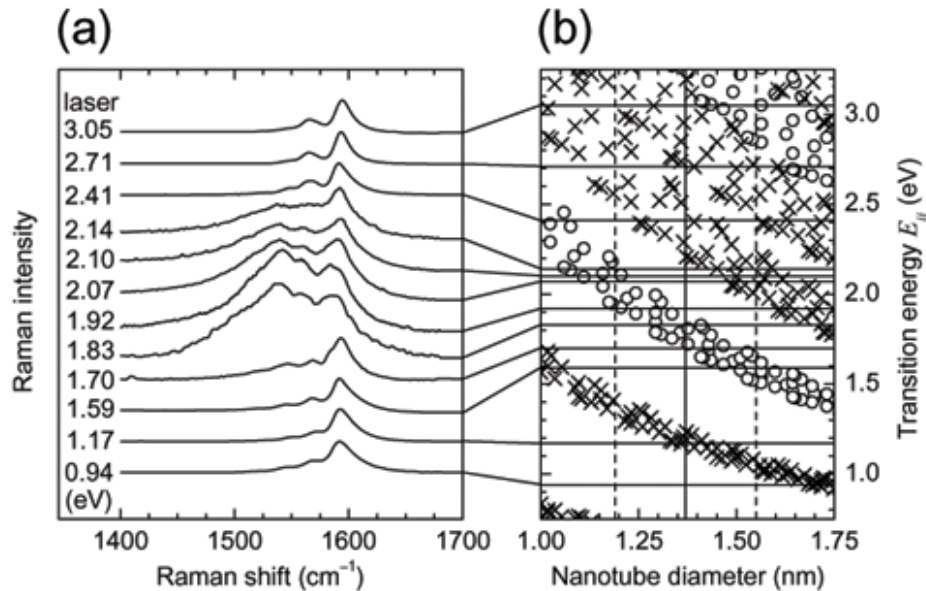 (a)
(b)
laser
3.05
2.71
2.41
2.14
2.10
2.07
1.92
1.83
1.70
1.59
1.17
0.94
(eV)
Raman intensity
1400 1500 1600 1700
Raman shift (cm⁻¹)
3.0
2.5
2.0
1.5
1.0
Transition energy E_ii (eV)
1.00 1.25 1.50 1.75
Nanotube diameter (nm)